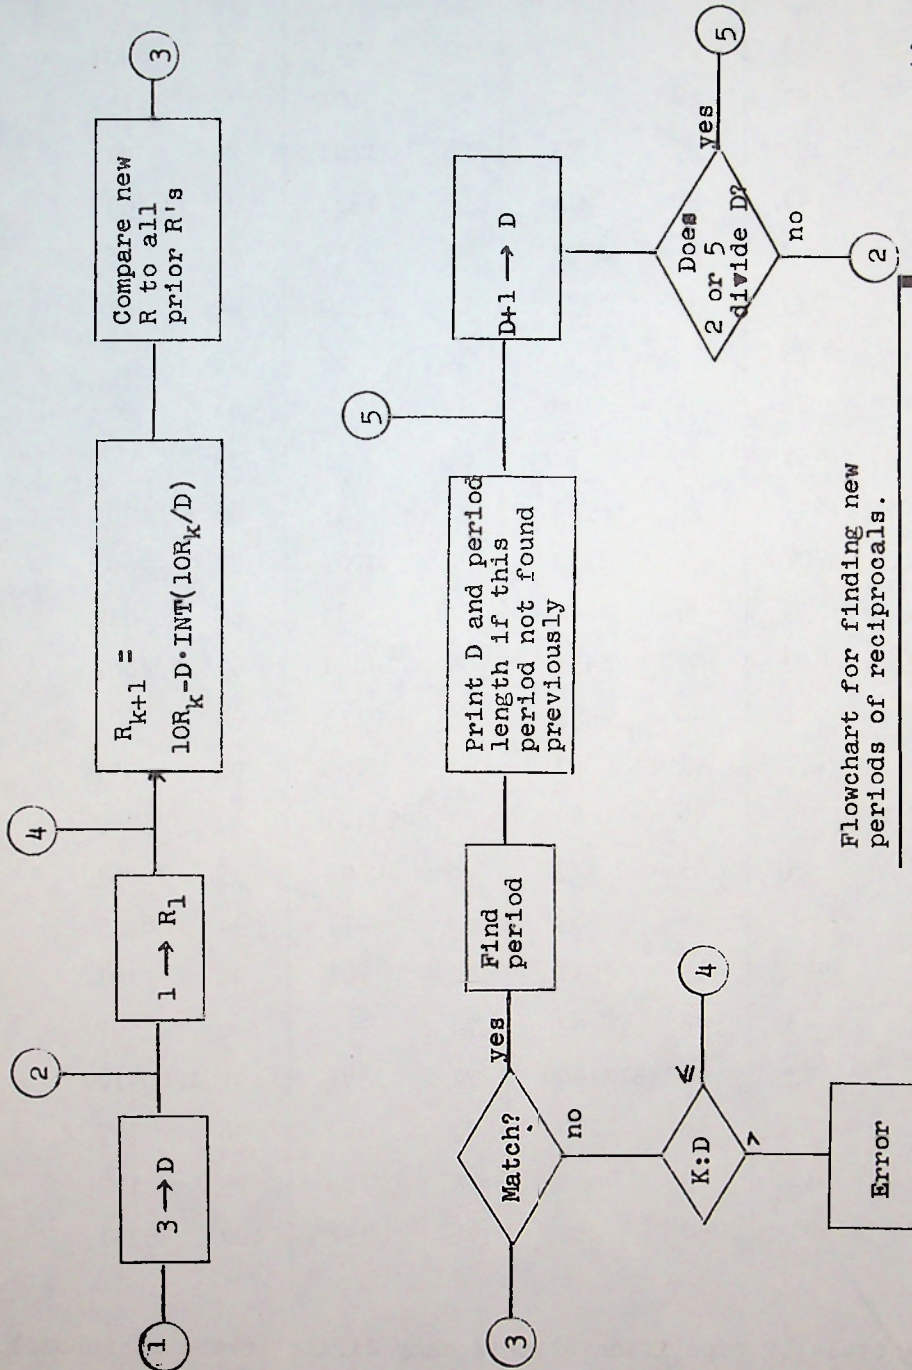 1
3 → D
2
1 → R1
4
Rk+1 =
10Rk-D·INT(10Rk/D)
Compare new
R to all
prior R's
3
3
Match?
yes
no
K:D
≤
4
>
Error
Find
period
Print D and period
length if this
period not found
previously
5
D+1 → D
Does
2 or 5
divide D?
yes
5
no
2
Flowchart for finding new
periods of reciprocals.